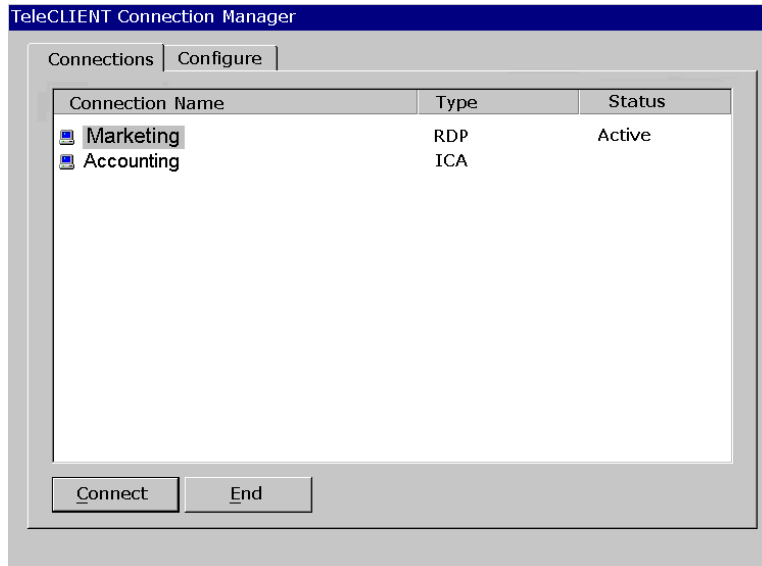 TeleCLIENT Connection Manager
Connections Configure
Connection Name Type Status
Marketing RDP Active
Accounting ICA
Connect End